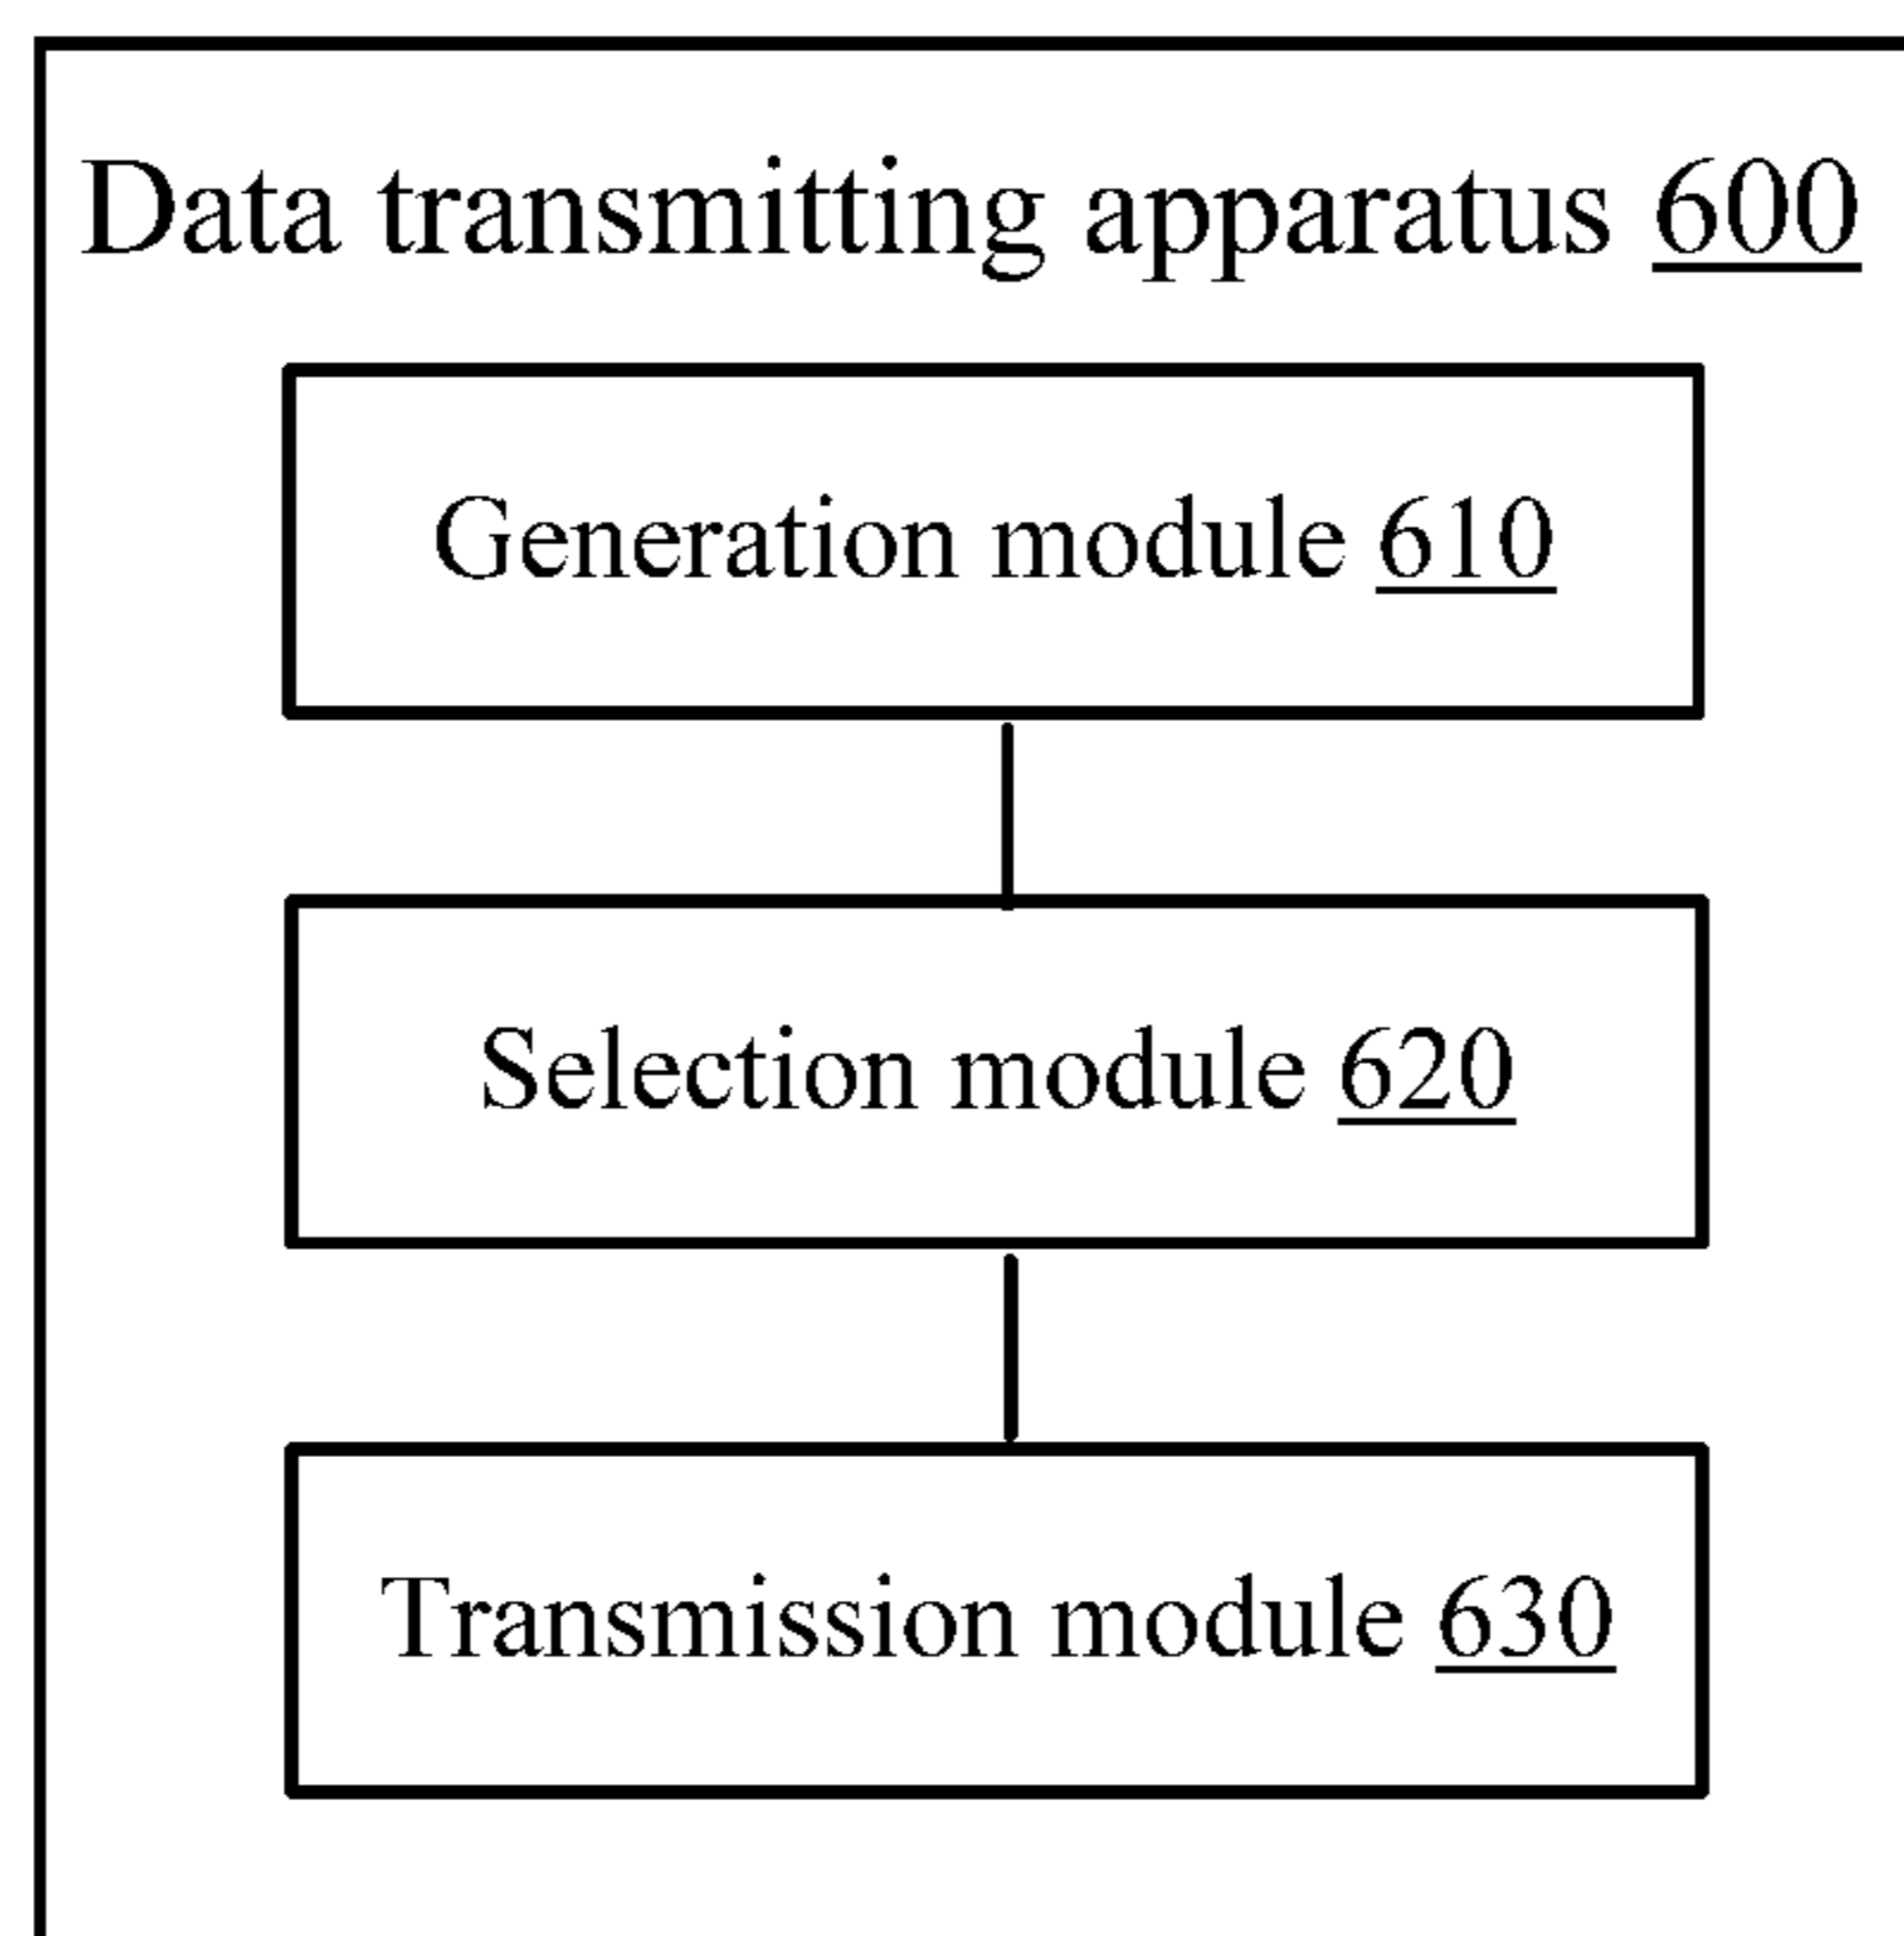 Data transmitting apparatus 600
Generation module 610
Selection module 620
Transmission module 630